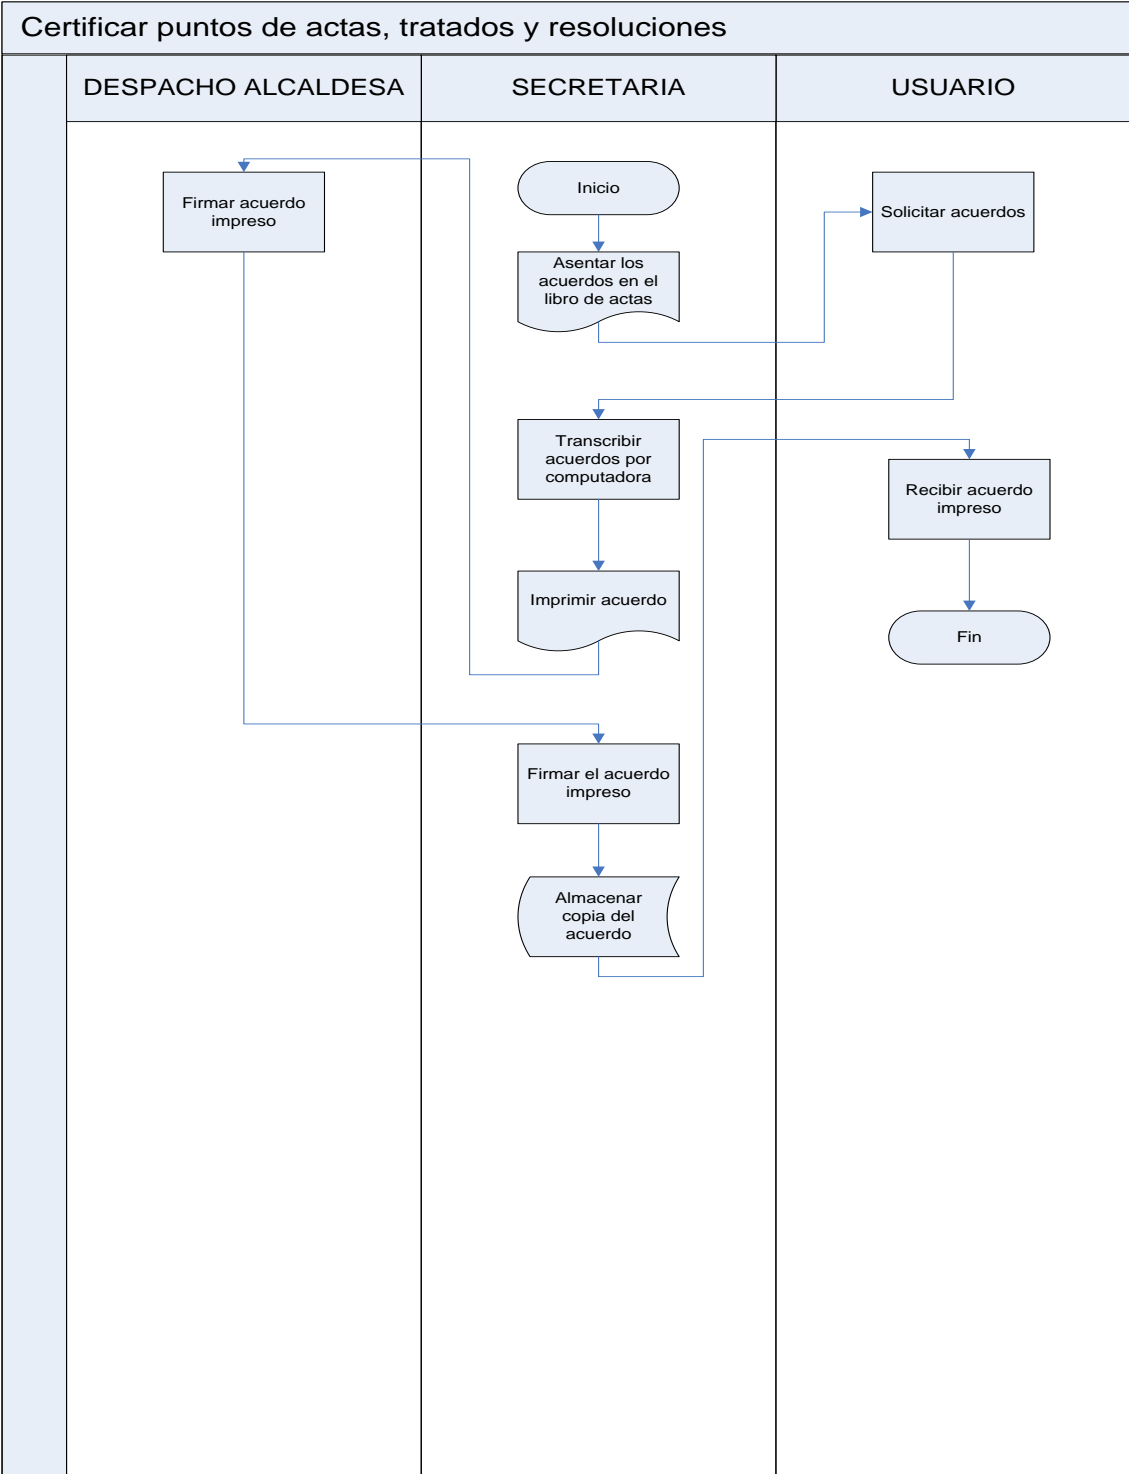 Certificar puntos de actas, tratados y resoluciones
DESPACHO ALCALDESA
SECRETARIA
USUARIO
Firmar acuerdo
impreso
Inicio
Solicitar acuerdos
Asentar los
acuerdos en el
libro de actas
Transcribir
acuerdos por
computadora
Recibir acuerdo
impreso
Imprimir acuerdo
Fin
Firmar el acuerdo
impreso
Almacenar
copia del
acuerdo